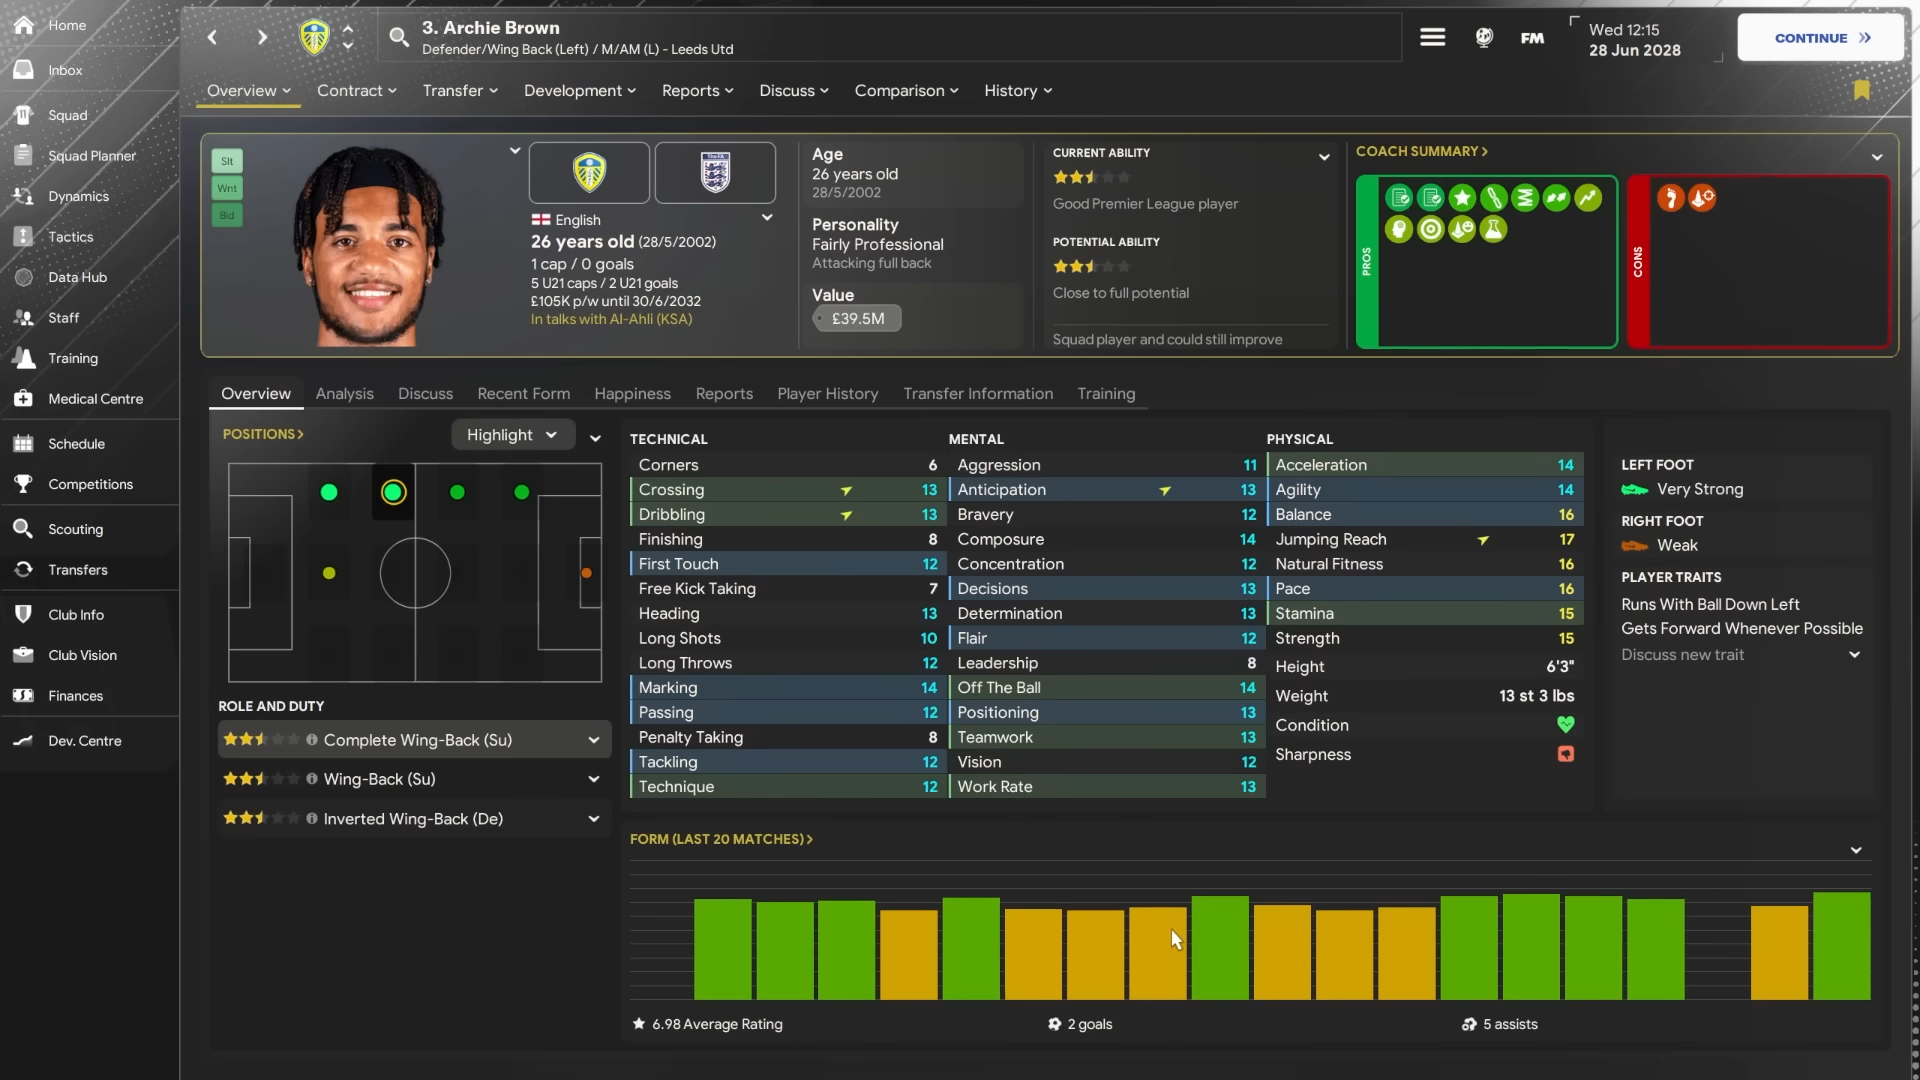 Home
Inbox
Squad
Squad Planner
Dynamics
Tactics
Data Hub
Staff
Training
Medical Centre
Schedule
Competitions
Scouting
Transfers
Club Info
Club Vision
Finances
Dev. Centre
3. Archie Brown
Defender/Wing Back (Left) / M/AM (L) - Leeds Utd
FM
Wed 12:15
28 Jun 2028
CONTINUE
Overview
Contract
Transfer
Development
Reports
Discuss
Comparison
History
Slt
Wnt
Bid
English
26 years old (28/5/2002)
1 cap / 0 goals
5 U21 caps / 2 U21 goals
£105K p/w until 30/6/2032
In talks with Al-Ahli (KSA)
Age
26 years old
28/5/2002
Personality
Fairly Professional
Attacking full back
Value
£39.5M
CURRENT ABILITY
Good Premier League player
POTENTIAL ABILITY
Close to full potential
Squad player and could still improve
COACH SUMMARY >
PROS
CONS
Overview
Analysis
Discuss
Recent Form
Happiness
Reports
Player History
Transfer Information
Training
POSITIONS >
Highlight
ROLE AND DUTY
Complete Wing-Back (Su)
Wing-Back (Su)
Inverted Wing-Back (De)
TECHNICAL
Corners 6
Crossing 13
Dribbling 13
Finishing 8
First Touch 12
Free Kick Taking 7
Heading 13
Long Shots 10
Long Throws 12
Marking 14
Passing 12
Penalty Taking 8
Tackling 12
Technique 12
MENTAL
Aggression 11
Anticipation 13
Bravery 12
Composure 14
Concentration 12
Decisions 13
Determination 13
Flair 12
Leadership 8
Off The Ball 14
Positioning 13
Teamwork 13
Vision 12
Work Rate 13
PHYSICAL
Acceleration 14
Agility 14
Balance 16
Jumping Reach 17
Natural Fitness 16
Pace 16
Stamina 15
Strength 15
Height 6'3"
Weight 13 st 3 lbs
Condition
Sharpness
LEFT FOOT
Very Strong
RIGHT FOOT
Weak
PLAYER TRAITS
Runs With Ball Down Left
Gets Forward Whenever Possible
Discuss new trait
FORM (LAST 20 MATCHES) >
6.98 Average Rating
2 goals
5 assists